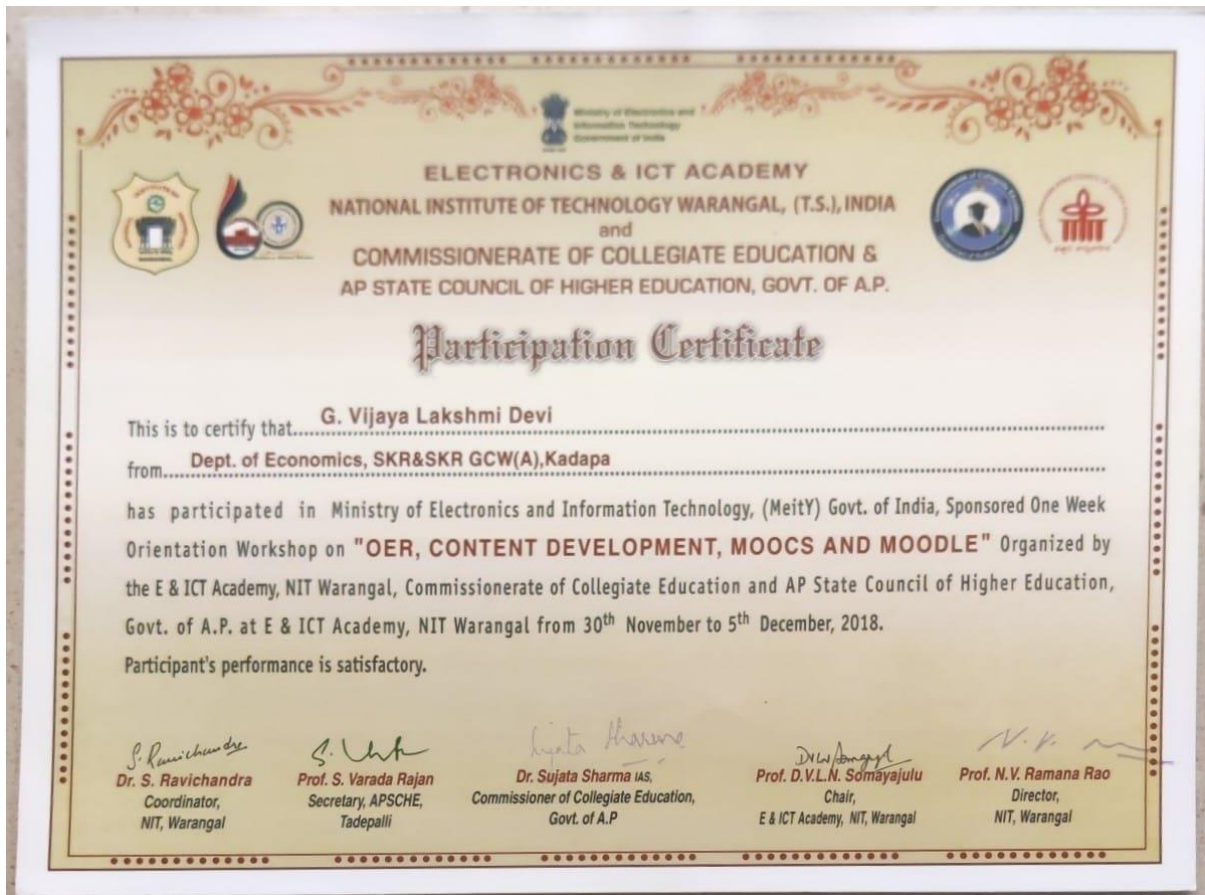 Ministry of Electronics and
Information Technology
Government of India
ELECTRONICS & ICT ACADEMY
NATIONAL INSTITUTE OF TECHNOLOGY WARANGAL, (T.S.), INDIA
and
COMMISSIONERATE OF COLLEGIATE EDUCATION &
AP STATE COUNCIL OF HIGHER EDUCATION, GOVT. OF A.P.
Participation Certificate
This is to certify that G. Vijaya Lakshmi Devi
from Dept. of Economics, SKR&SKR GCW(A),Kadapa
has participated in Ministry of Electronics and Information Technology, (MeitY) Govt. of India, Sponsored One Week
Orientation Workshop on "OER, CONTENT DEVELOPMENT, MOOCS AND MOODLE" Organized by
the E & ICT Academy, NIT Warangal, Commissionerate of Collegiate Education and AP State Council of Higher Education,
Govt. of A.P. at E & ICT Academy, NIT Warangal from 30th November to 5th December, 2018.
Participant's performance is satisfactory.
S. Ravichandra
Dr. S. Ravichandra
Coordinator,
NIT, Warangal
Prof. S. Varada Rajan
Secretary, APSCHE,
Tadepalli
Sujata Sharma
Dr. Sujata Sharma IAS,
Commissioner of Collegiate Education,
Govt. of A.P
Prof. D.V.L.N. Somayajulu
Chair,
E & ICT Academy, NIT, Warangal
Prof. N.V. Ramana Rao
Director,
NIT, Warangal